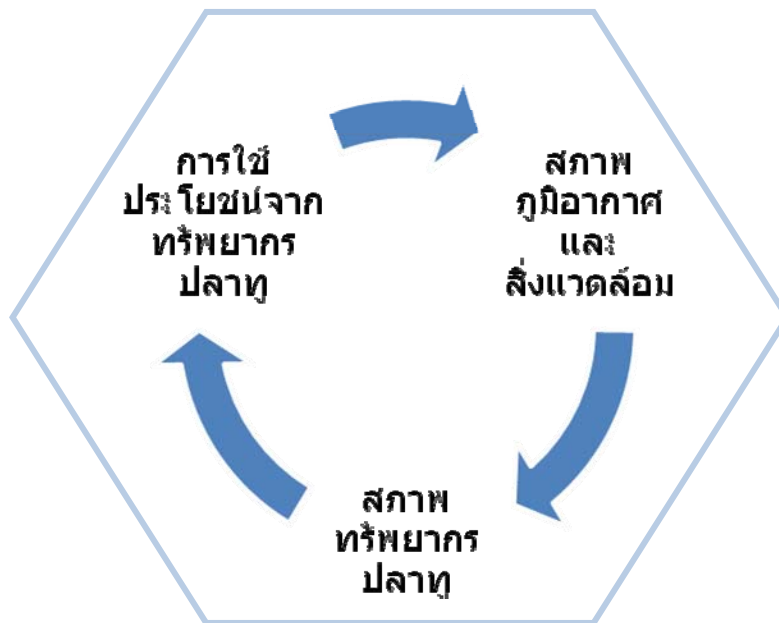 การใช้
ประโยชน์จาก
ทรัพยากร
ปลาทู
สภาพ
ภูมิอากาศ
และ
สิ่งแวดล้อม
สภาพ
ทรัพยากร
ปลาทู